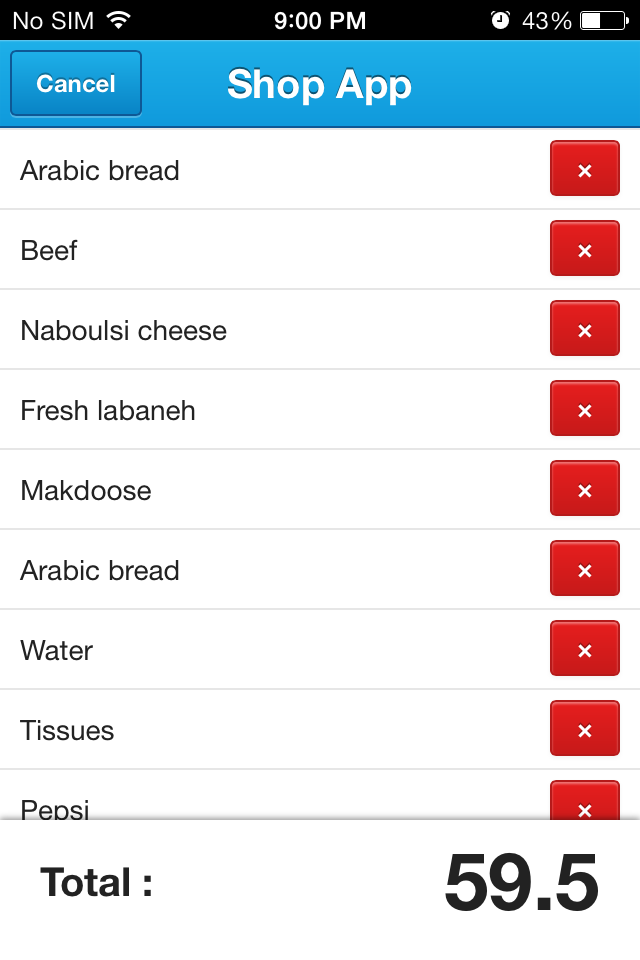 No SIM 9:00 PM 43%
Cancel Shop App
Arabic bread ×
Beef ×
Naboulsi cheese ×
Fresh labaneh ×
Makdoose ×
Arabic bread ×
Water ×
Tissues ×
Pepsi ×
Total : 59.5